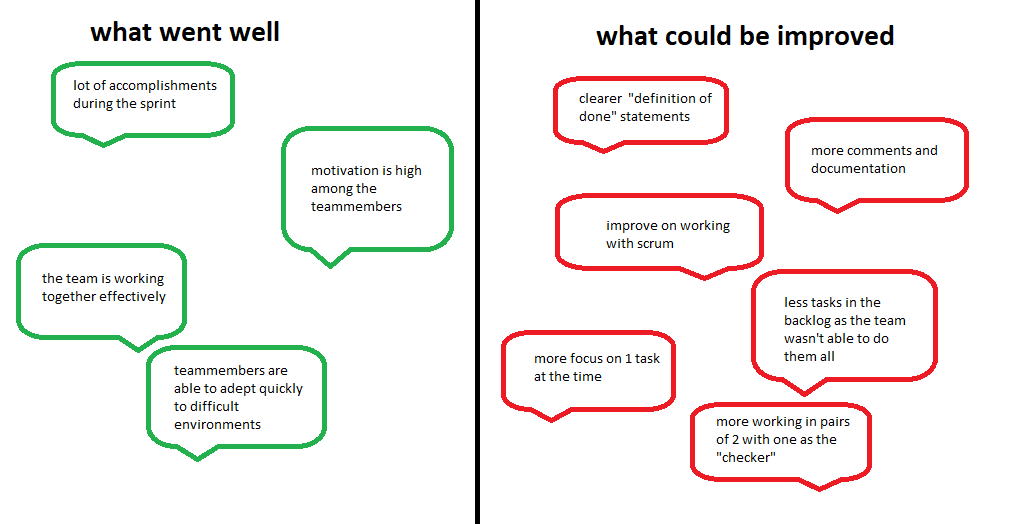 what went well
lot of accomplishments
during the sprint
motivation is high
among the
teammembers
the team is working
together effectively
teammembers are
able to adept quickly
to difficult
environments
what could be improved
clearer "definition of
done" statements
more comments and
documentation
improve on working
with scrum
less tasks in the
backlog as the team
wasn't able to do
them all
more focus on 1 task
at the time
more working in pairs
of 2 with one as the
"checker"